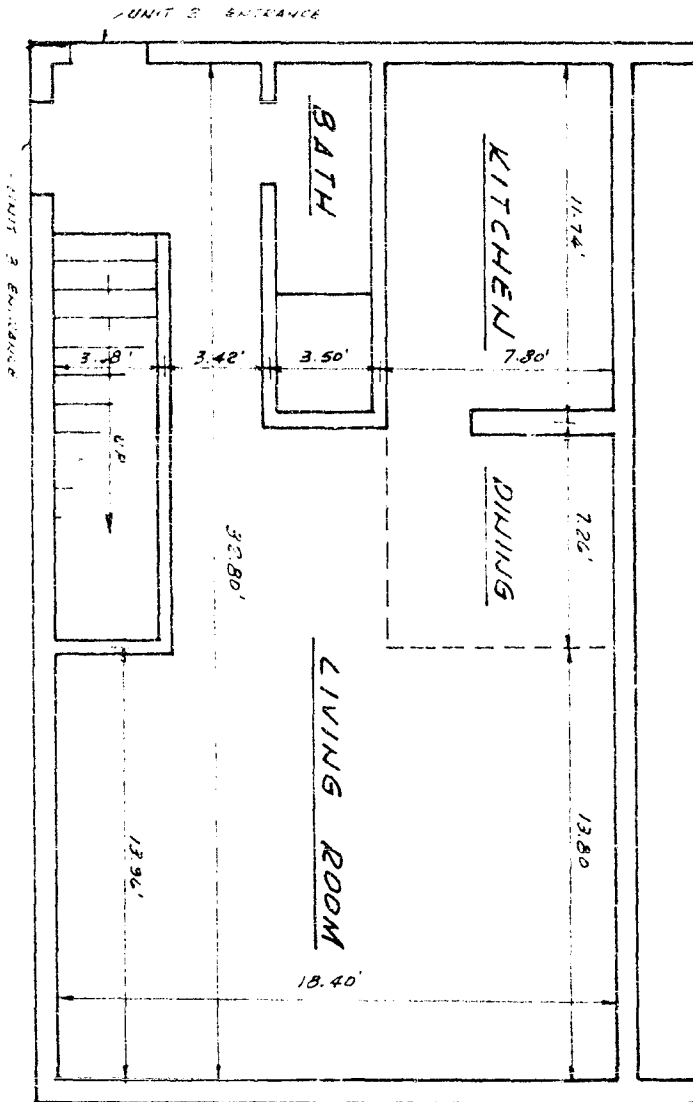 UNIT 2 ENTRANCE
BATH
KITCHEN
11.74'
UNIT 2 ENTRANCE
3.42'
3.50'
7.80'
UP
DINING
7.26'
32.80'
LIVING ROOM
13.80
13.96'
18.40'